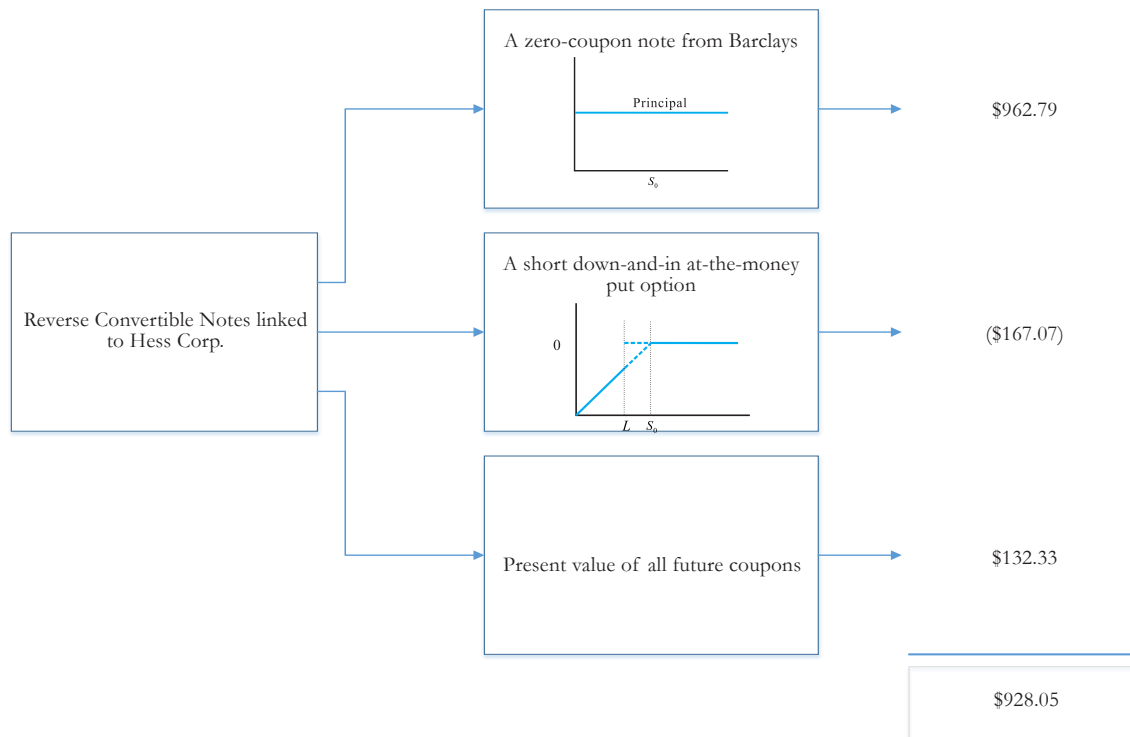 A zero-coupon note from Barclays
Principal
S₀
$962.79
Reverse Convertible Notes linked
to Hess Corp.
A short down-and-in at-the-money
put option
0
L S₀
($167.07)
Present value of all future coupons
$132.33
$928.05